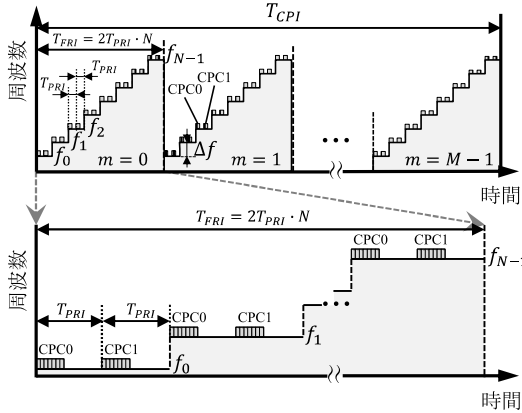 T_CPI
T_FRI = 2T_PRI · N
f_N−1
T_PRI
T_PRI
CPC0
CPC1
f_2
f_1
f_0
Δf
m = 0
m = 1
• • •
m = M − 1
周波数
時間
T_FRI = 2T_PRI · N
CPC0
CPC1
f_N−1
T_PRI
T_PRI
CPC0
CPC1
• • •
f_1
CPC0
CPC1
f_0
周波数
時間